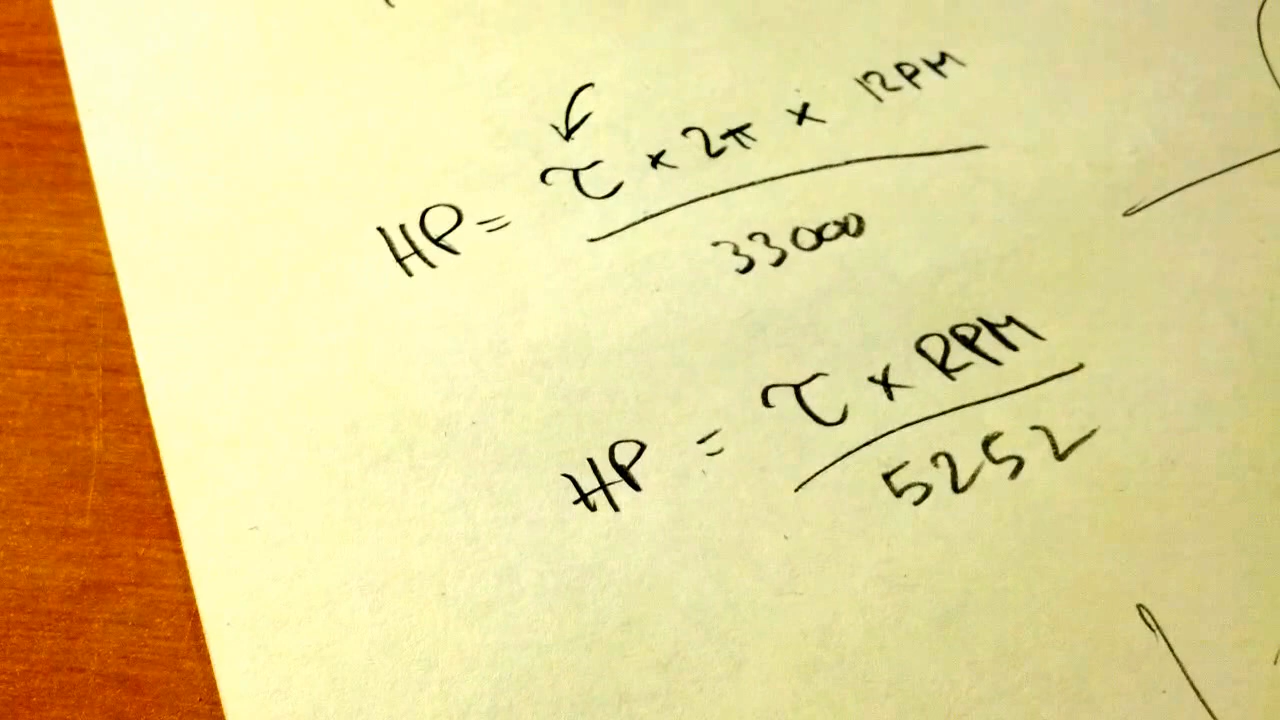 HP = τ × 2π × RPM
33000
HP = τ × RPM
5252